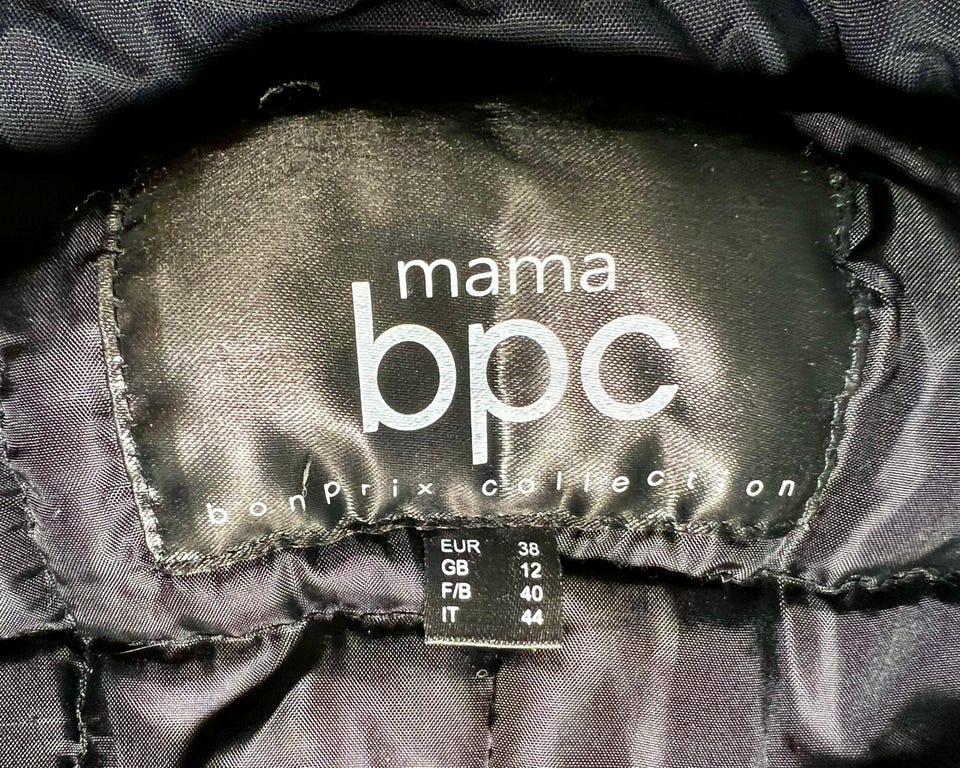 mama
bpc
bonprix collection
EUR 38
GB 12
F/B 40
IT 44